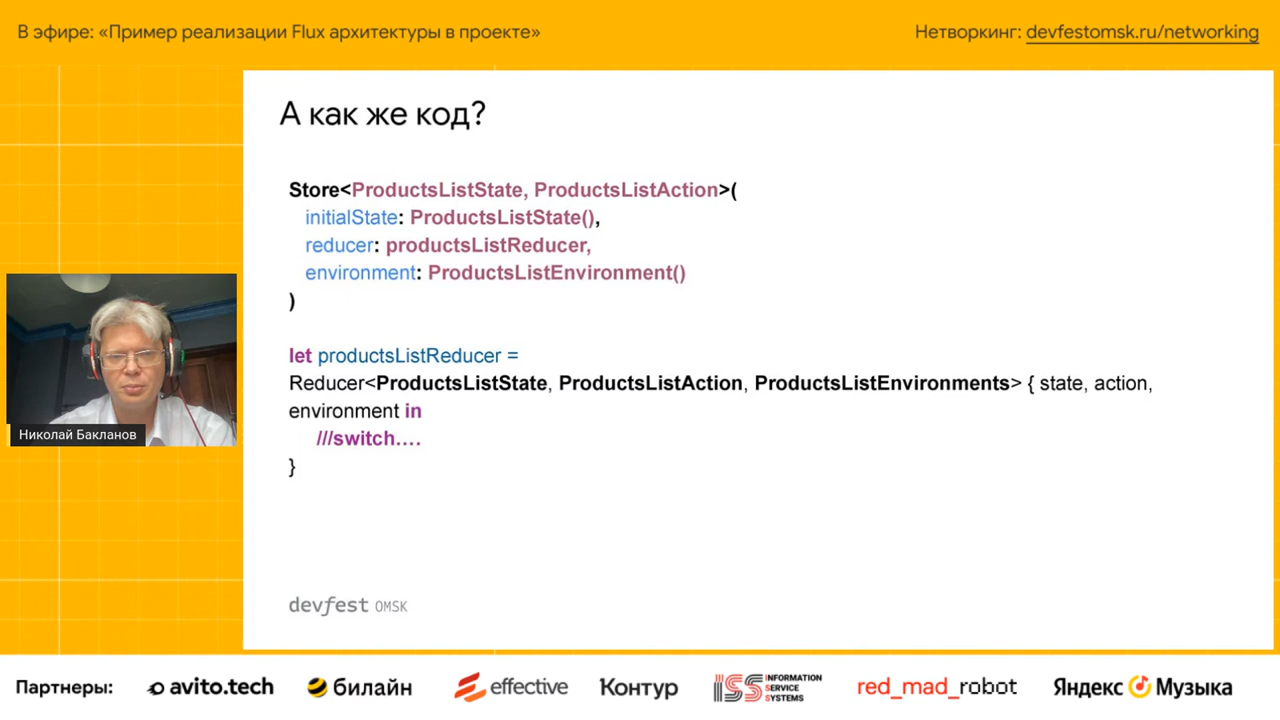 В эфире: «Пример реализации Flux архитектуры в проекте»
Нетворкинг: devfestomsk.ru/networking
А как же код?
Store<ProductsListState, ProductsListAction>(
initialState: ProductsListState(),
reducer: productsListReducer,
environment: ProductsListEnvironment()
)
let productsListReducer =
Reducer<ProductsListState, ProductsListAction, ProductsListEnvironments> { state, action,
environment in
///switch….
}
Николай Бакланов
devfest OMSK
Партнеры:
avito.tech
билайн
effective
Контур
ISS INFORMATION
SERVICE
SYSTEMS
red_mad_robot
Яндекс Музыка